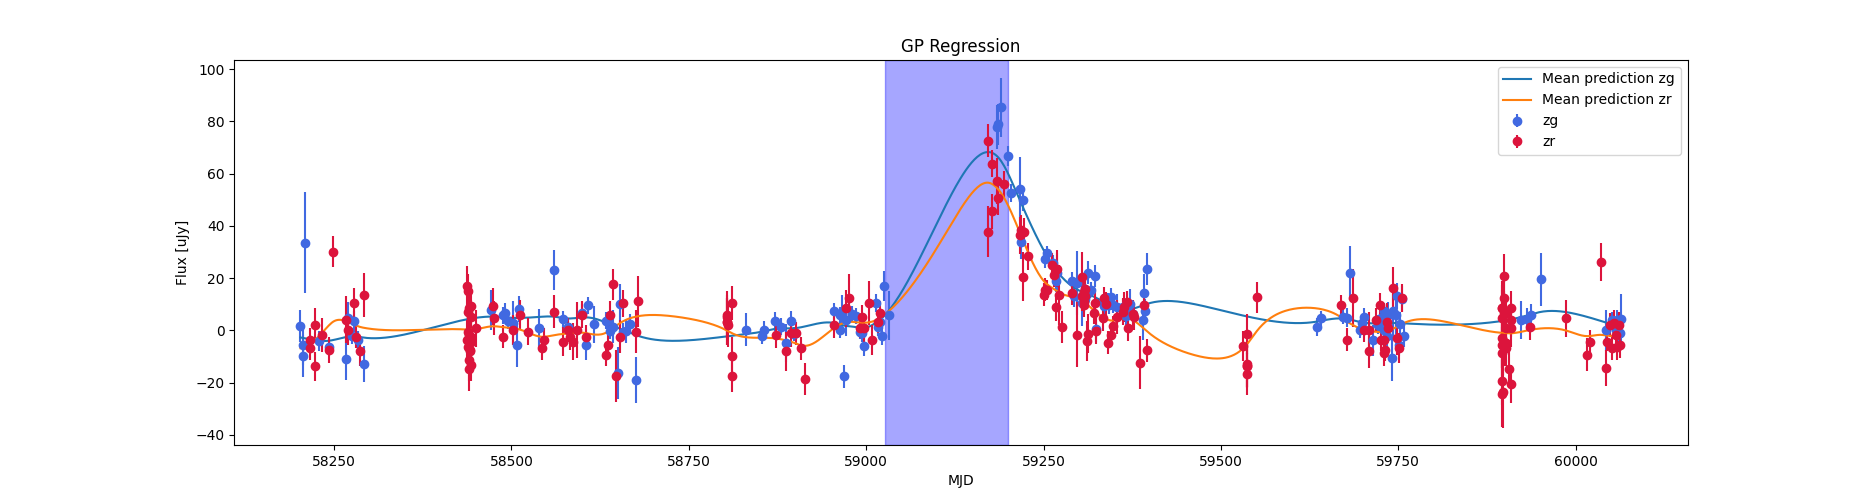 GP Regression
Flux [uJy]
100
80
60
40
20
0
−20
−40
Mean prediction zg
Mean prediction zr
zg
zr
58250
58500
58750
59000
59250
59500
59750
60000
MJD